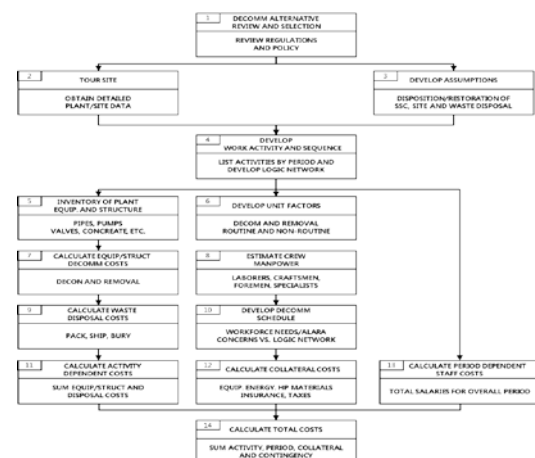 1
DECOMM ALTERNATIVE
REVIEW AND SELECTION
REVIEW REGULATIONS
AND POLICY
2
TOUR SITE
OBTAIN DETAILED
PLANT/SITE DATA
3
DEVELOP ASSUMPTIONS
DISPOSITION/RESTORATION OF
SSC, SITE AND WASTE DISPOSAL
4
DEVELOP
WORK ACTIVITY AND SEQUENCE
LIST ACTIVITIES BY PERIOD AND
DEVELOP LOGIC NETWORK
5
INVENTORY OF PLANT
EQUIP. AND STRUCTURE
PIPES, PUMPS
VALVES, CONCREATE, ETC.
6
DEVELOP UNIT FACTORS
DECOM AND REMOVAL
ROUTINE AND NON-ROUTINE
7
CALCULATE EQUIP/STRUCT
DECOMM COSTS
DECON AND REMOVAL
8
ESTIMATE CREW
MANPOWER
LABORERS, CRAFTSMEN,
FOREMEN, SPECIALISTS
9
CALCULATE WASTE
DISPOSAL COSTS
PACK, SHIP, BURY
10
DEVELOP DECOMM
SCHEDULE
WORKFORCE NEEDS/ALARA
CONCERNS VS. LOGIC NETWORK
11
CALCULATE ACTIVITY
DEPENDENT COSTS
SUM EQUIP/STRUCT AND
DISPOSAL COSTS
12
CALCULATE COLLATERAL COSTS
EQUIP. ENERGY, HP MATERIALS
INSURANCE, TAXES
13
CALCULATE PERIOD DEPENDENT
STAFF COSTS
TOTAL SALARIES FOR OVERALL PERIOD
14
CALCULATE TOTAL COSTS
SUM ACTIVITY, PERIOD, COLLATERAL
AND CONTINGENCY